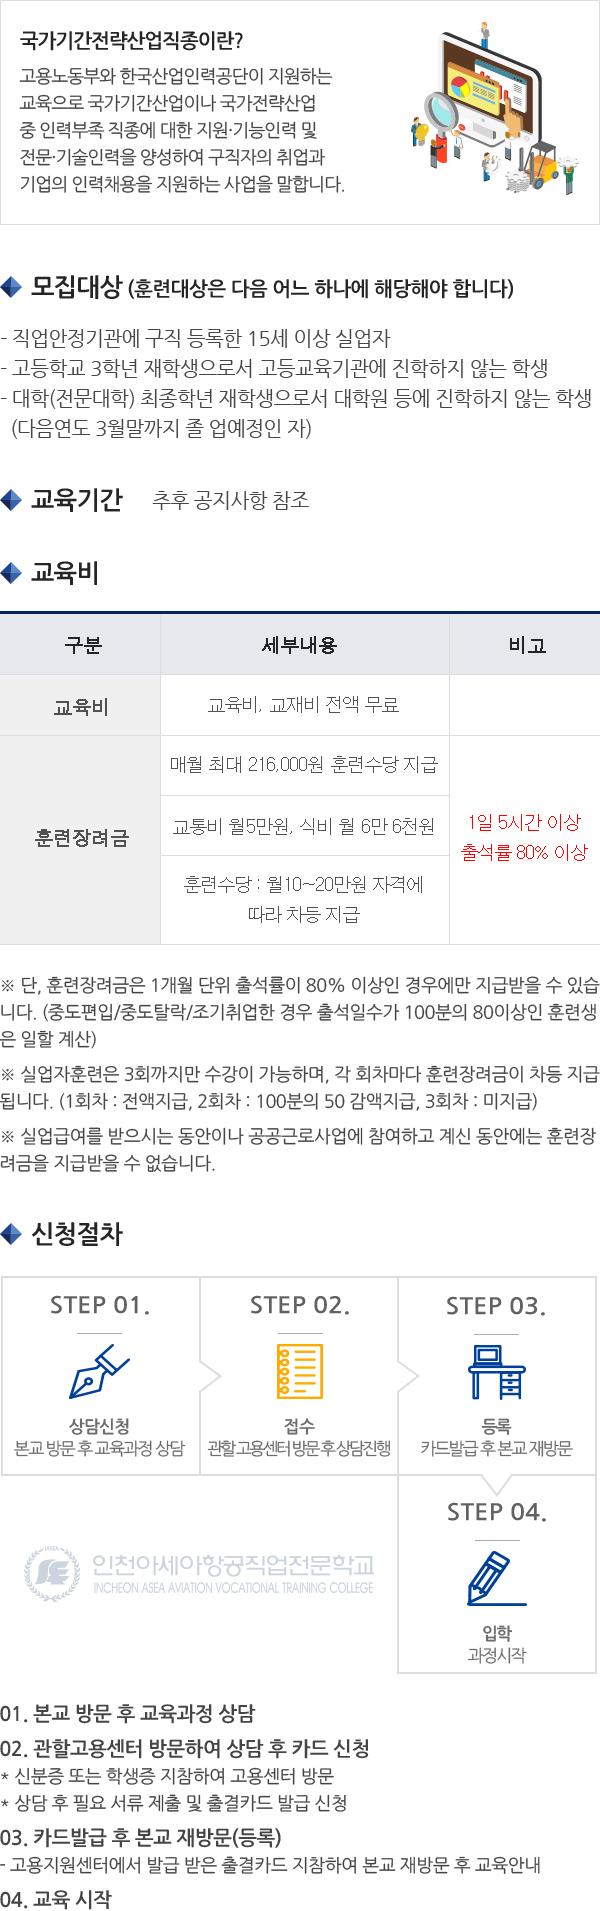 국가기간전략산업직종이란?
고용노동부와 한국산업인력공단이 지원하는
교육으로 국가기간산업이나 국가전략산업
중 인력부족 직종에 대한 지원·기능인력 및
전문·기술인력을 양성하여 구직자의 취업과
기업의 인력채용을 지원하는 사업을 말합니다.
모집대상 (훈련대상은 다음 어느 하나에 해당해야 합니다)
- 직업안정기관에 구직 등록한 15세 이상 실업자
- 고등학교 3학년 재학생으로서 고등교육기관에 진학하지 않는 학생
- 대학(전문대학) 최종학년 재학생으로서 대학원 등에 진학하지 않는 학생
(다음연도 3월말까지 졸 업예정인 자)
교육기간 추후 공지사항 참조
교육비
구분 세부내용 비고
교육비 교육비, 교재비 전액 무료
매월 최대 216,000원 훈련수당 지급
훈련장려금 교통비 월5만원, 식비 월 6만 6천원
1일 5시간 이상
출석률 80% 이상
훈련수당 : 월10~20만원 자격에
따라 차등 지급
※ 단, 훈련장려금은 1개월 단위 출석률이 80% 이상인 경우에만 지급받을 수 있습
니다. (중도편입/중도탈락/조기취업한 경우 출석일수가 100분의 80이상인 훈련생
은 일할 계산)
※ 실업자훈련은 3회까지만 수강이 가능하며, 각 회차마다 훈련장려금이 차등 지급
됩니다. (1회차 : 전액지급, 2회차 : 100분의 50 감액지급, 3회차 : 미지급)
※ 실업급여를 받으시는 동안이나 공공근로사업에 참여하고 계신 동안에는 훈련장
려금을 지급받을 수 없습니다.
신청절차
STEP 01. STEP 02. STEP 03.
상담신청 접수 등록
본교 방문 후 교육과정 상담 관할 고용센터 방문 후 상담진행 카드발급 후 본교 재방문
STEP 04.
인천아세아항공직업전문학교
INCHEON ASEA AVIATION VOCATIONAL TRAINING COLLEGE
입학
과정시작
01. 본교 방문 후 교육과정 상담
02. 관할고용센터 방문하여 상담 후 카드 신청
* 신분증 또는 학생증 지참하여 고용센터 방문
* 상담 후 필요 서류 제출 및 출결카드 발급 신청
03. 카드발급 후 본교 재방문(등록)
- 고용지원센터에서 발급 받은 출결카드 지참하여 본교 재방문 후 교육안내
04. 교육 시작